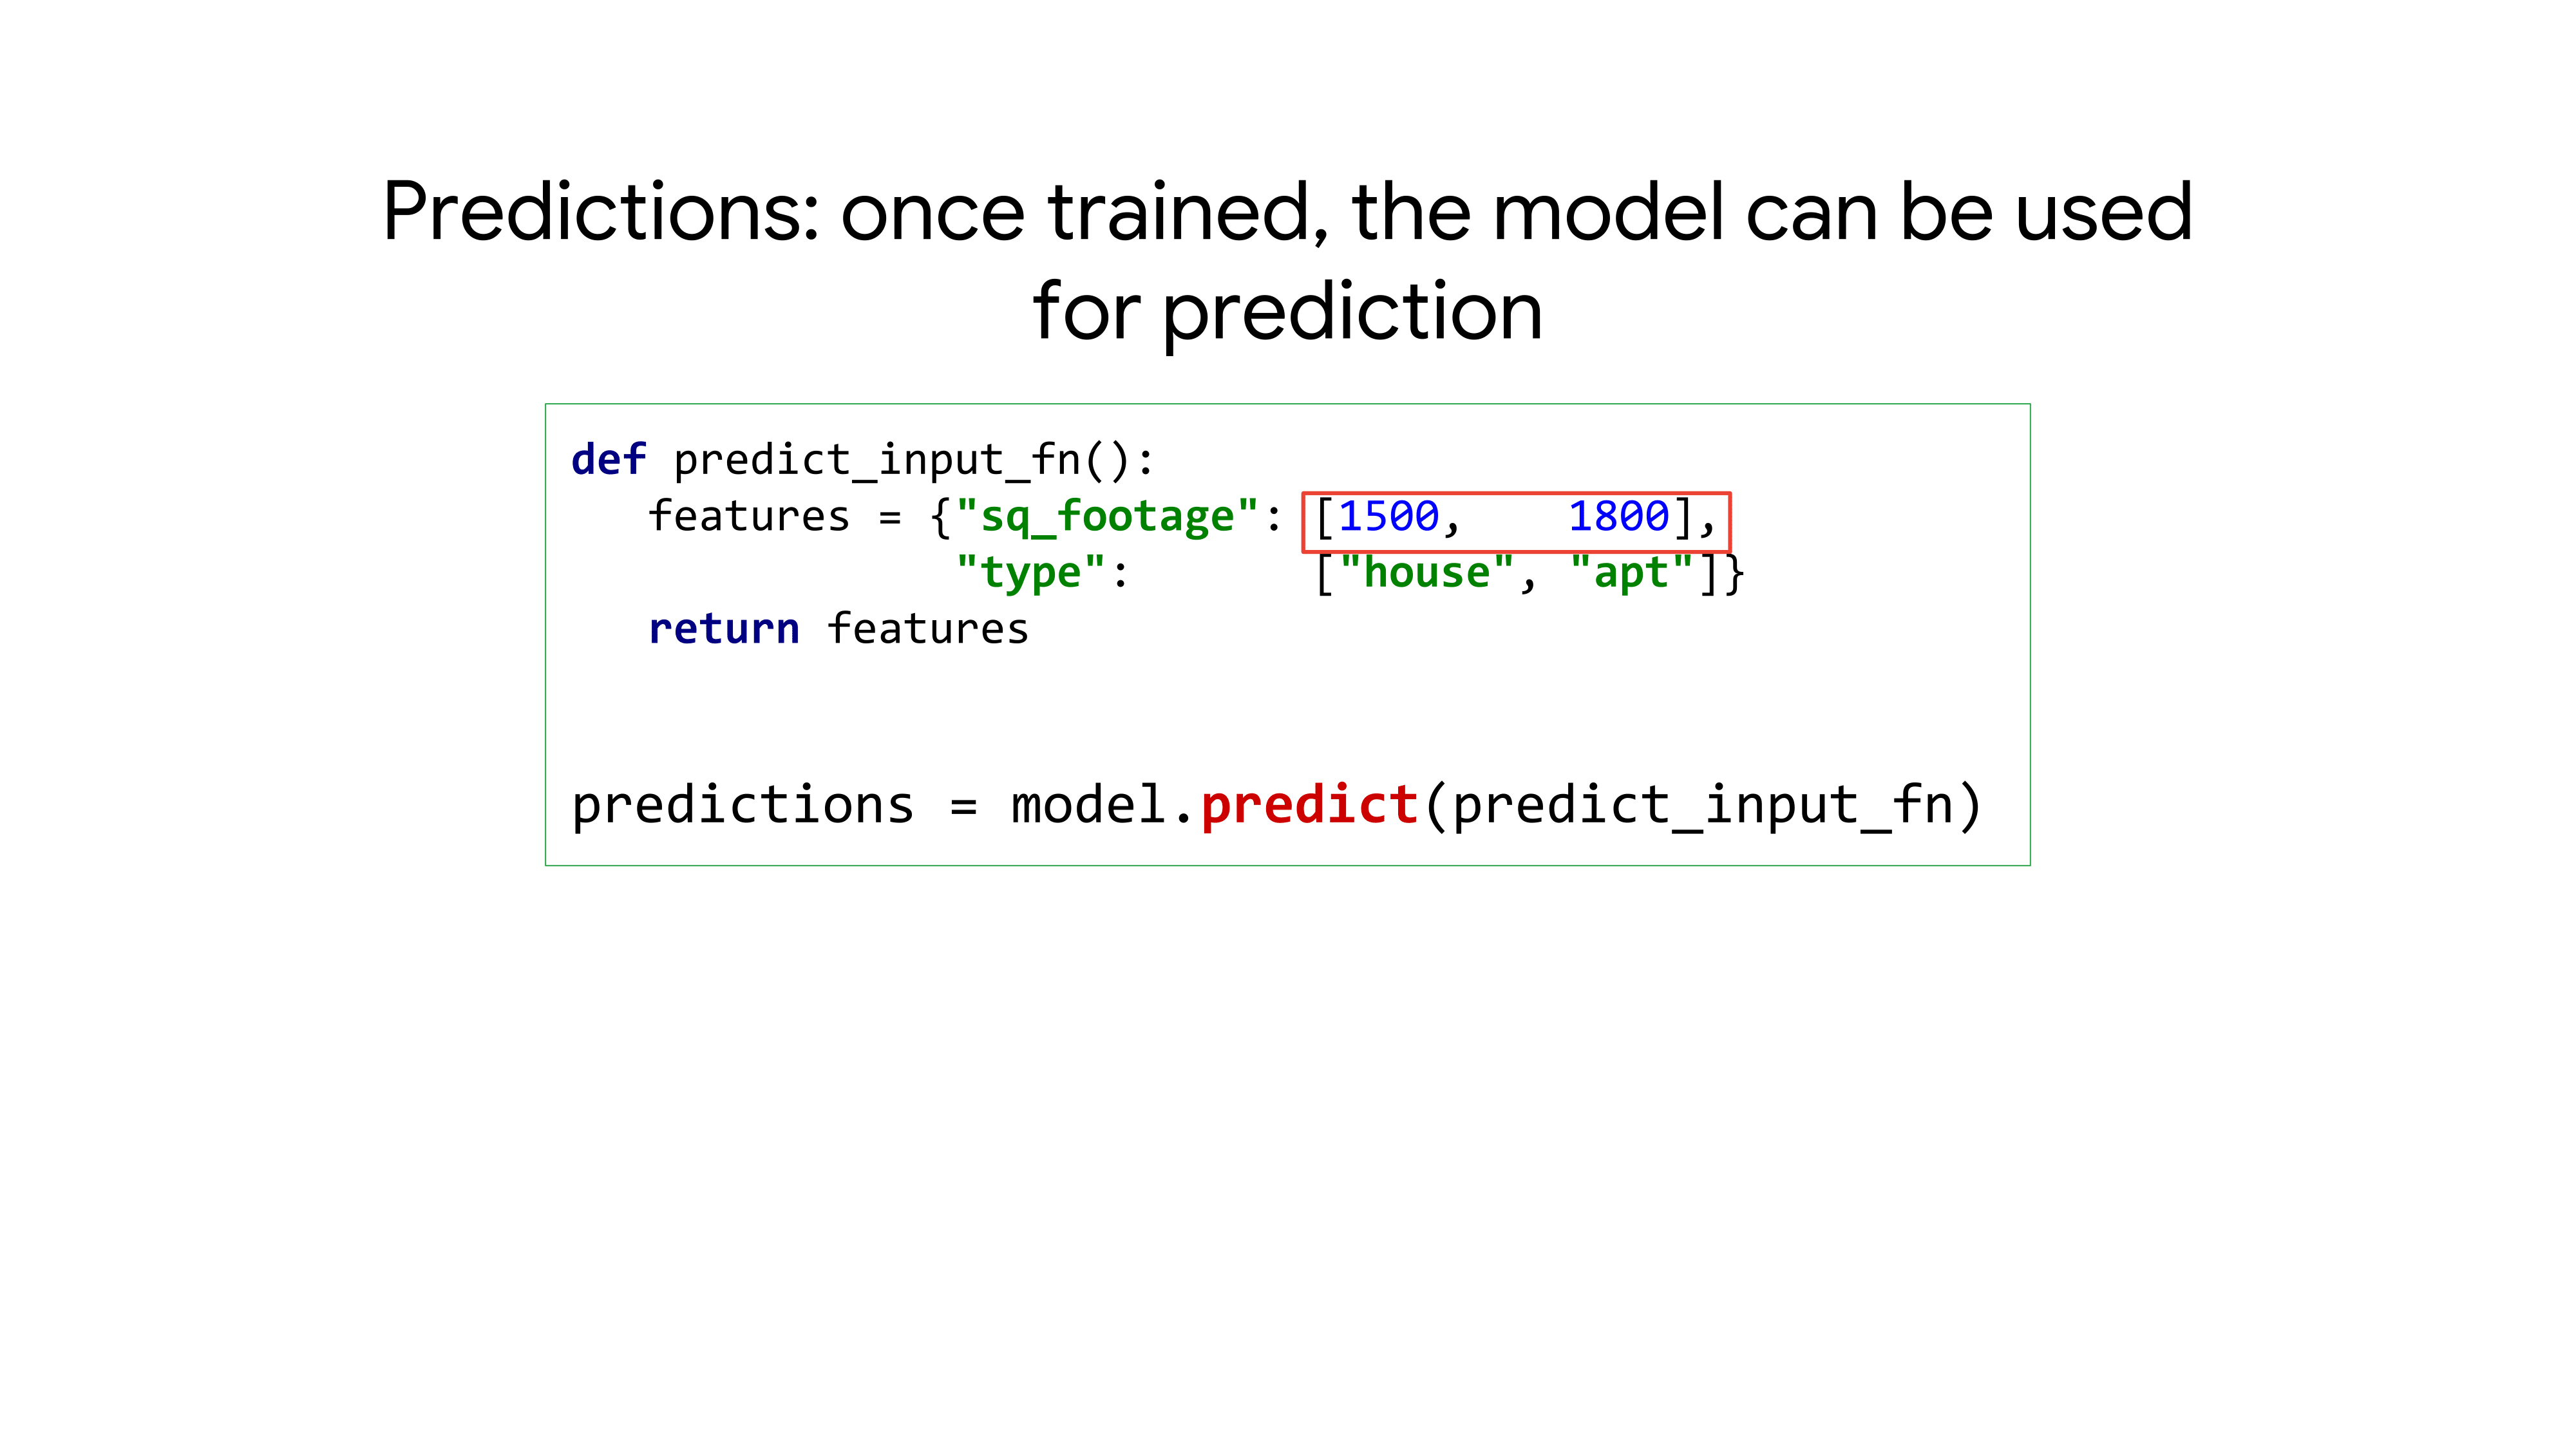 Predictions: once trained, the model can be used
for prediction
def predict_input_fn():
features = {"sq_footage": [1500, 1800],
"type": ["house", "apt"]}
return features
predictions = model.predict(predict_input_fn)